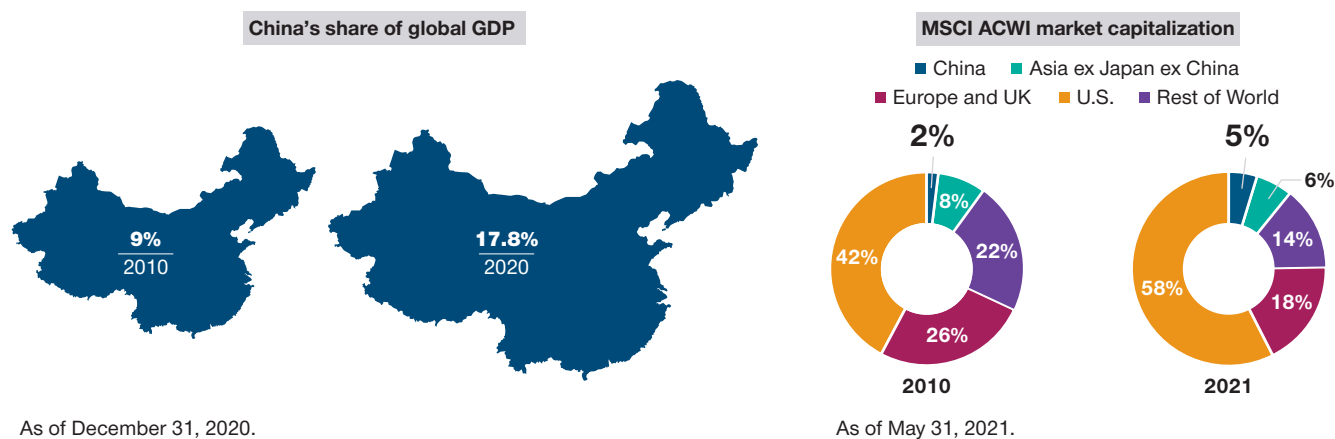 China's share of global GDP
9%
2010
17.8%
2020
As of December 31, 2020.
MSCI ACWI market capitalization
China Asia ex Japan ex China
Europe and UK U.S. Rest of World
2%
8%
22%
26%
42%
2010
5%
6%
14%
18%
58%
2021
As of May 31, 2021.